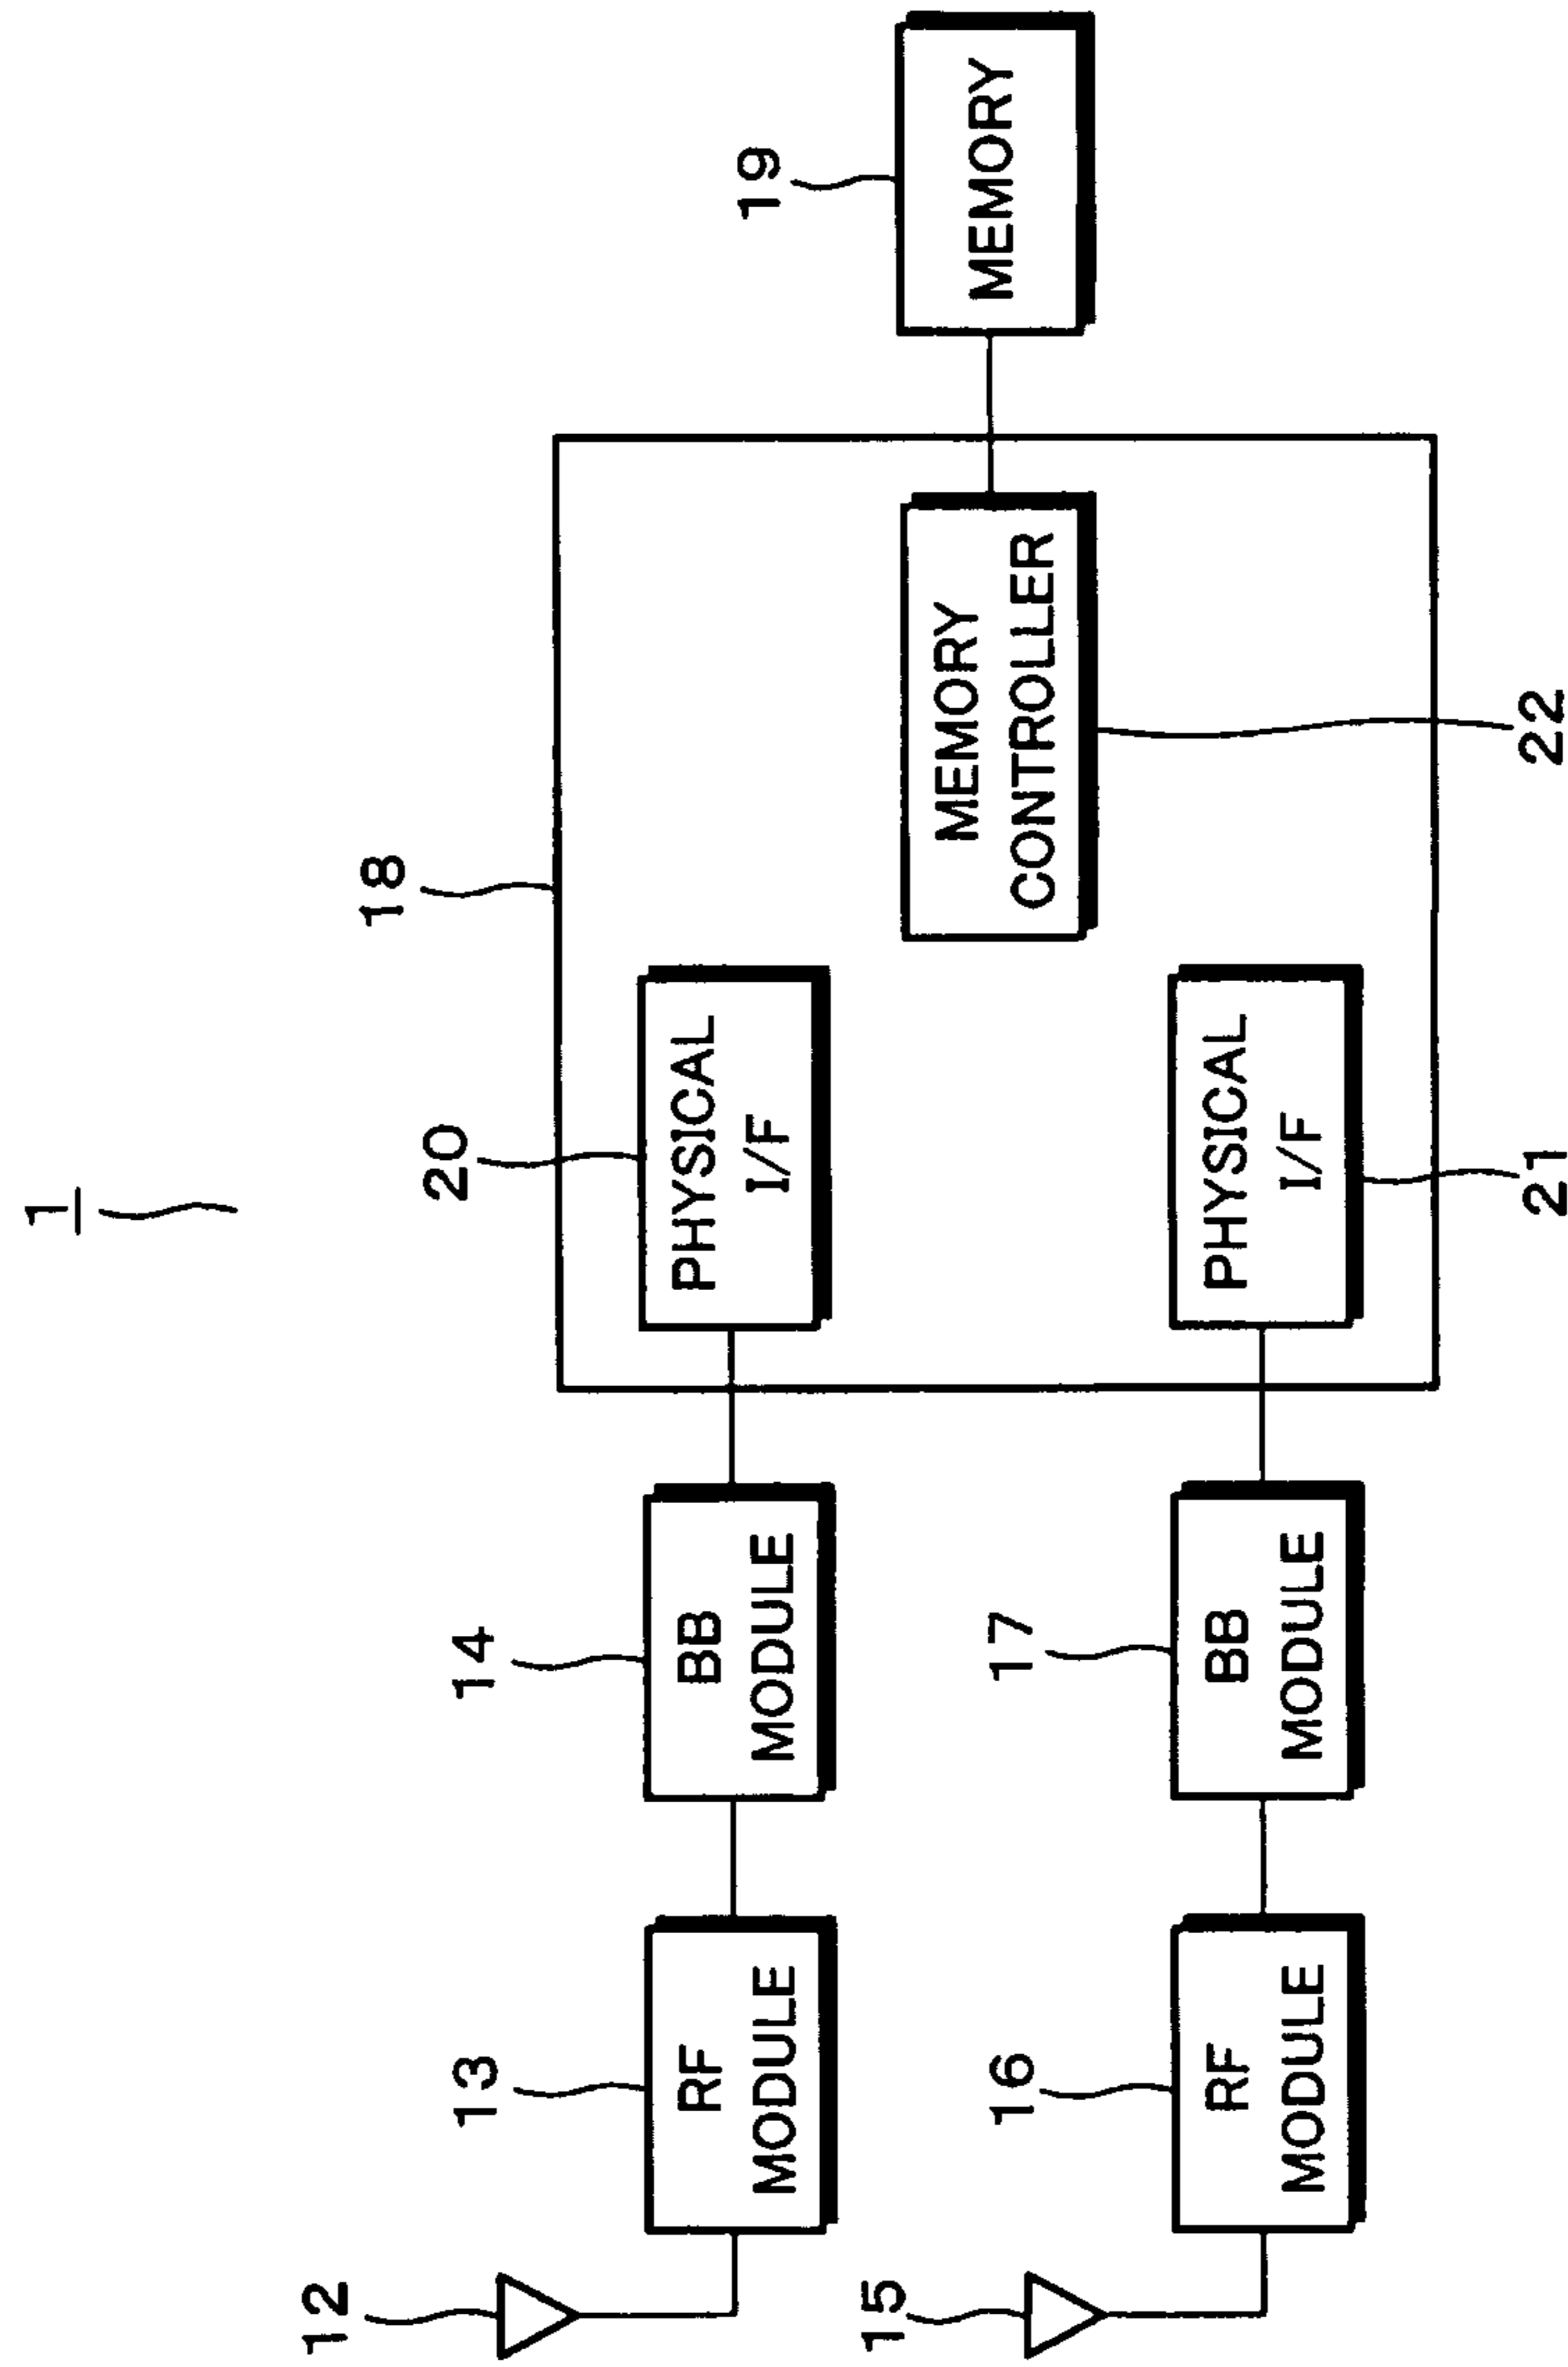 1
12
13
RF
MODULE
14
BB
MODULE
20
PHYSICAL
I/F
18
MEMORY
CONTROLLER
22
19
MEMORY
15
16
RF
MODULE
17
BB
MODULE
PHYSICAL
I/F
21